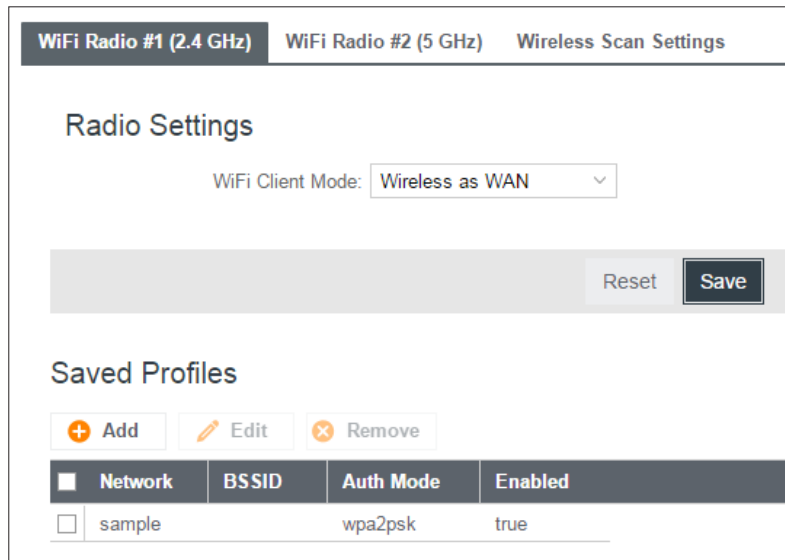 WiFi Radio #1 (2.4 GHz) WiFi Radio #2 (5 GHz) Wireless Scan Settings
Radio Settings
WiFi Client Mode: Wireless as WAN
Reset Save
Saved Profiles
Add Edit Remove
Network BSSID Auth Mode Enabled
sample wpa2psk true